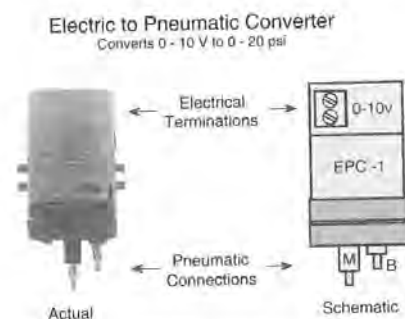 Electric to Pneumatic Converter
Converts 0 - 10 V to 0 - 20 psi
Electrical
Terminations
0-10v
EPC -1
Pneumatic
Connections
M
B
Actual
Schematic